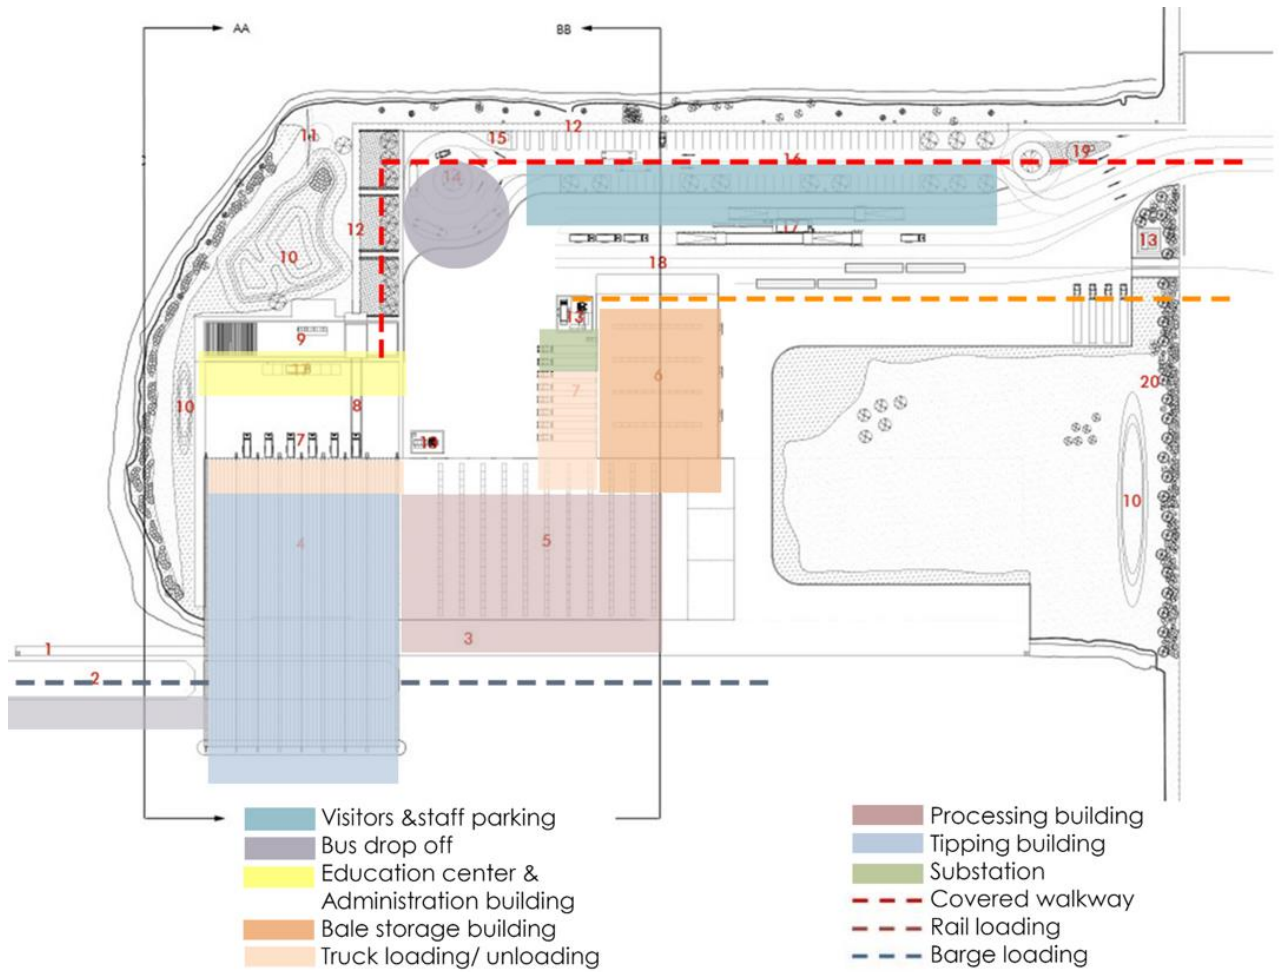 AA
BB
11
15
12
16
19
14
12
17
13
10
18
13
9
6
20
7
10
8
7
10
4
5
3
1
2
Visitors &staff parking
Bus drop off
Education center &
Administration building
Bale storage building
Truck loading/ unloading
Processing building
Tipping building
Substation
Covered walkway
Rail loading
Barge loading